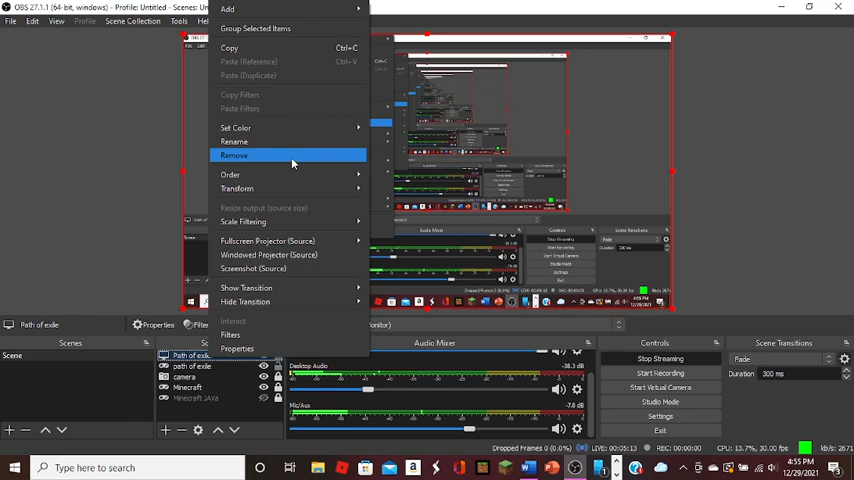 OBS 27.1.1 (64-bit, windows) - Profile: Untitled - Scenes: Un
File Edit View Profile Scene Collection Tools He
Add
Group Selected Items
Copy Ctrl+C
Paste (Reference) Ctrl+V
Paste (Duplicate)
Copy Filters
Paste Filters
Set Color
Rename
Remove
Order
Transform
Resize output (source size)
Scale Filtering
Fullscreen Projector (Source)
Windowed Projector (Source)
Screenshot (Source)
Show Transition
Hide Transition
Interact
Filters
Properties
Path of exile Properties Filter
Scenes
Scene
Path of exile
path of exile
camera
Minecraft
Minecraft JAVA
Audio Mixer
Desktop Audio -38.3 dB
Mic/Aux -7.8 dB
Controls
Stop Streaming
Start Recording
Start Virtual Camera
Studio Mode
Settings
Exit
Scene Transitions
Fade
Duration 300 ms
Dropped Frames 0 (0.0%) LIVE: 00:05:13 REC: 00:00:00 CPU: 13.7%, 30.00 fps kb/s: 2671
Type here to search
4:55 PM
12/29/2021